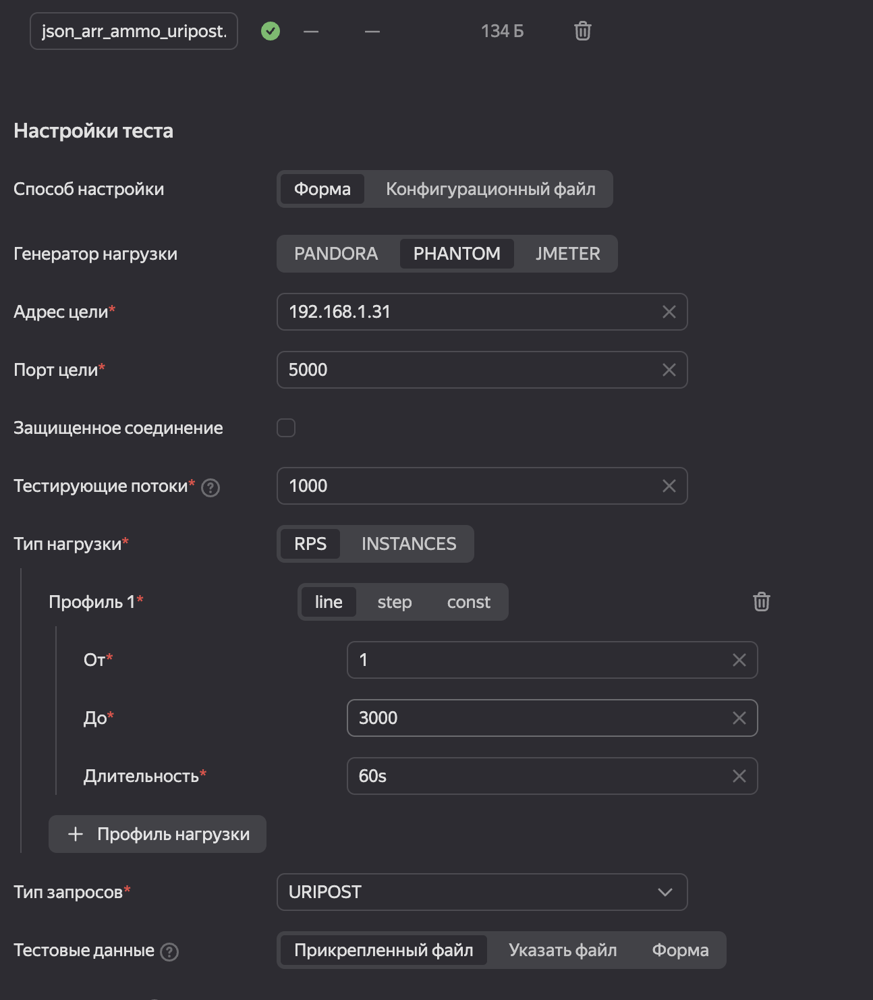 json_arr_ammo_uripost. — — 134 Б
Настройки теста
Способ настройки Форма Конфигурационный файл
Генератор нагрузки PANDORA PHANTOM JMETER
Адрес цели* 192.168.1.31
Порт цели* 5000
Защищенное соединение
Тестирующие потоки* ? 1000
Тип нагрузки* RPS INSTANCES
Профиль 1* line step const
От* 1
До* 3000
Длительность* 60s
+ Профиль нагрузки
Тип запросов* URIPOST
Тестовые данные ? Прикрепленный файл Указать файл Форма